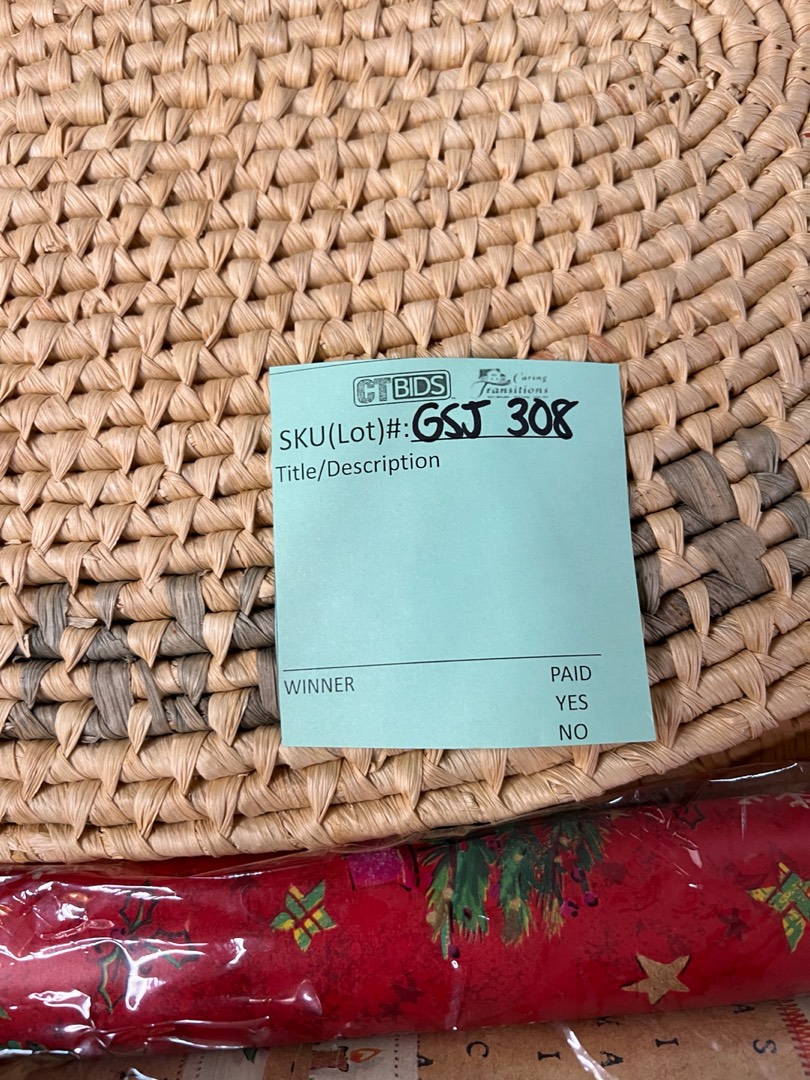 CTBIDS
Caring
Transitions
SKU(Lot)#: GSJ 308
Title/Description
WINNER
PAID
YES
NO